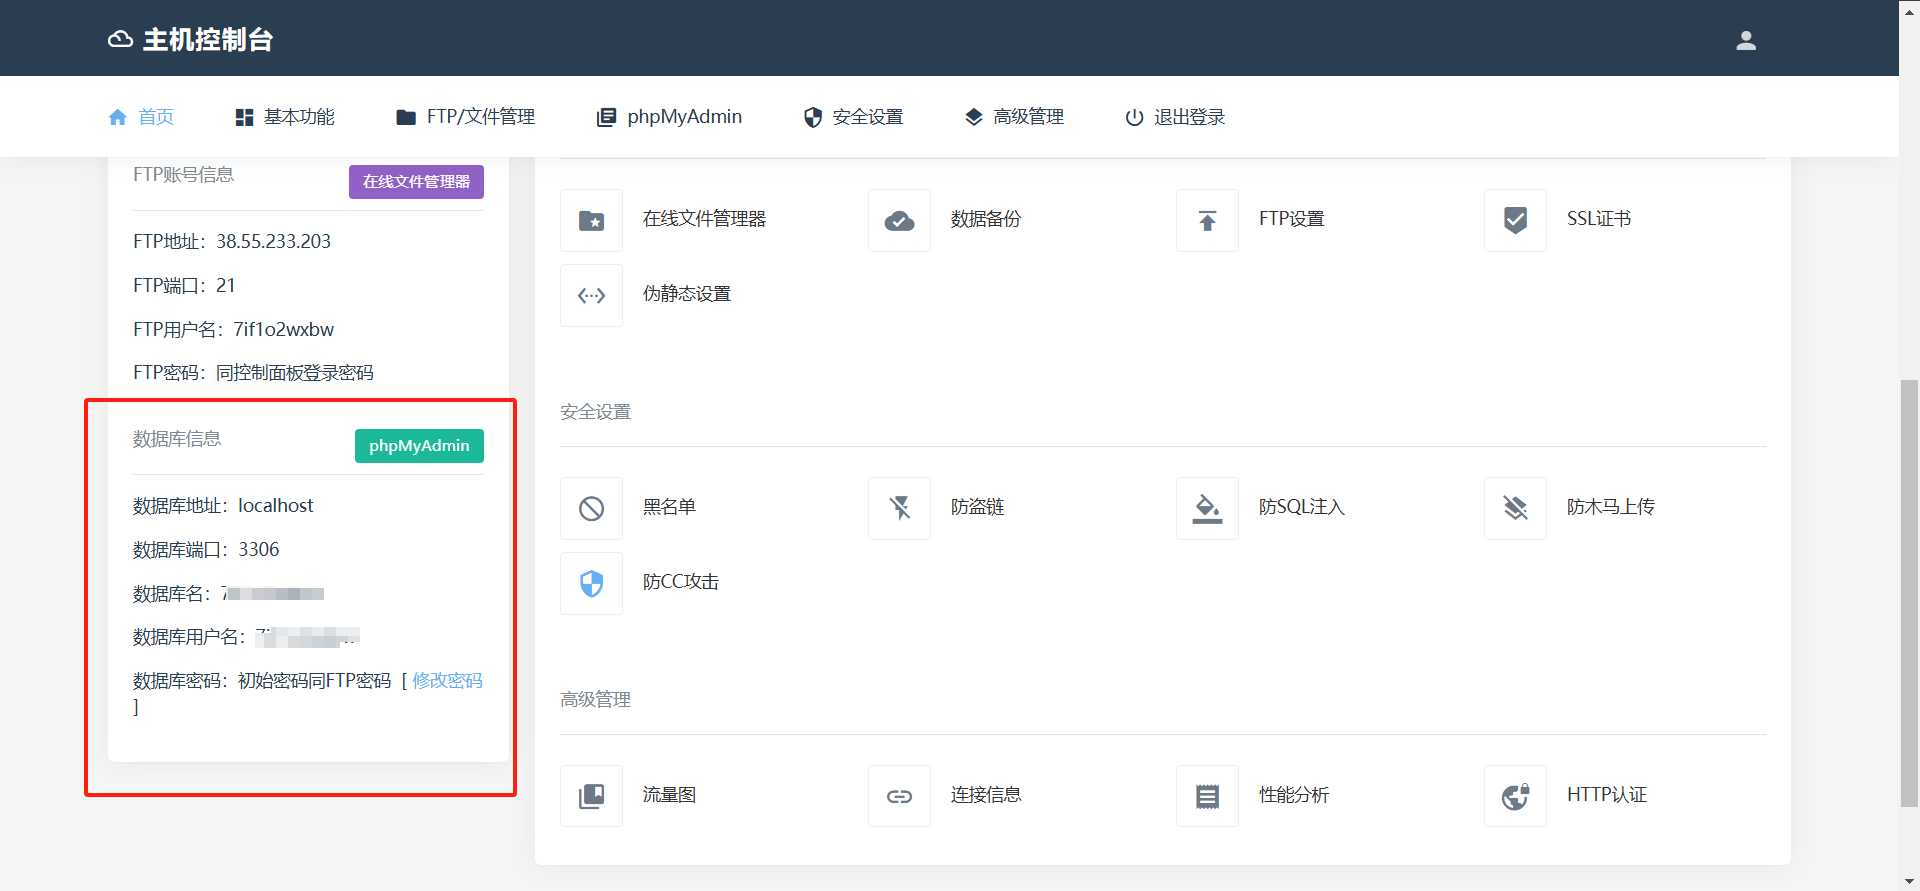 主机控制台
首页
基本功能
FTP/文件管理
phpMyAdmin
安全设置
高级管理
退出登录
FTP账号信息
在线文件管理器
FTP地址：38.55.233.203
FTP端口：21
FTP用户名：7if1o2wxbw
FTP密码：同控制面板登录密码
数据库信息
phpMyAdmin
数据库地址：localhost
数据库端口：3306
数据库名：
数据库用户名：
数据库密码：初始密码同FTP密码 [ 修改密码
]
在线文件管理器
数据备份
FTP设置
SSL证书
伪静态设置
安全设置
黑名单
防盗链
防SQL注入
防木马上传
防CC攻击
高级管理
流量图
连接信息
性能分析
HTTP认证